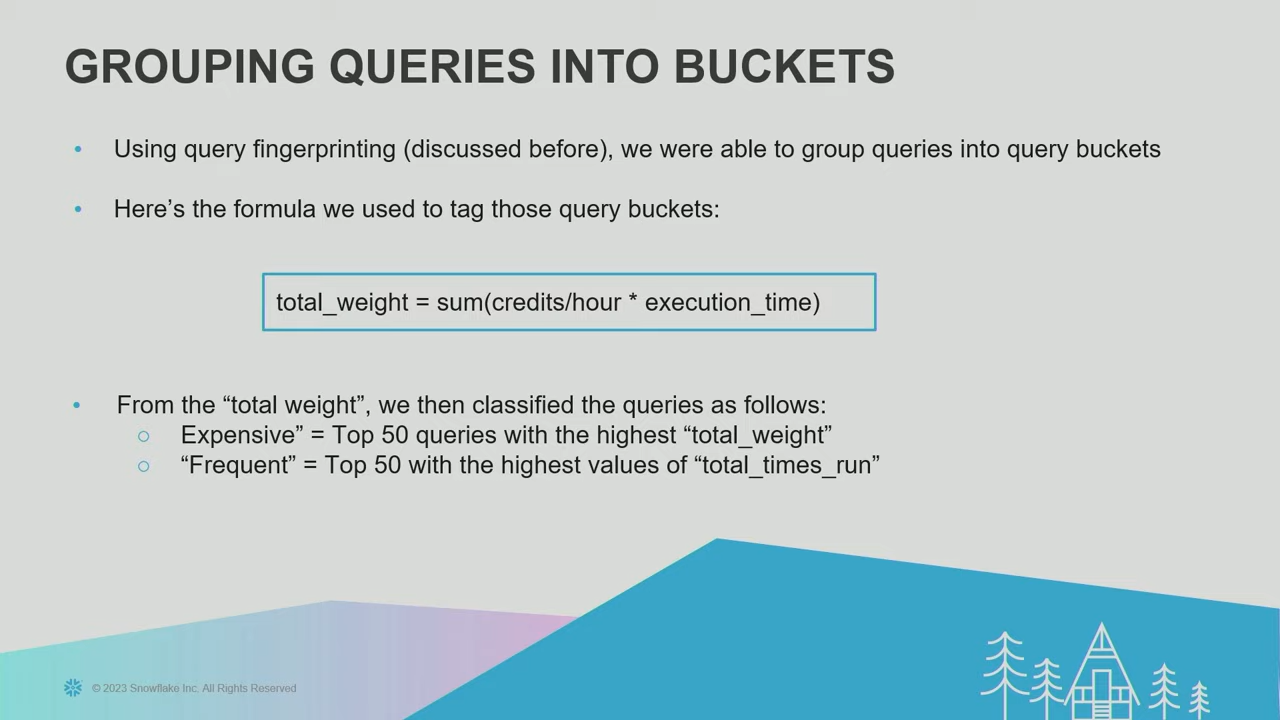 GROUPING QUERIES INTO BUCKETS
• Using query fingerprinting (discussed before), we were able to group queries into query buckets
• Here’s the formula we used to tag those query buckets:
total_weight = sum(credits/hour * execution_time)
• From the “total weight”, we then classified the queries as follows:
○ Expensive” = Top 50 queries with the highest “total_weight”
○ “Frequent” = Top 50 with the highest values of “total_times_run”
© 2023 Snowflake Inc. All Rights Reserved